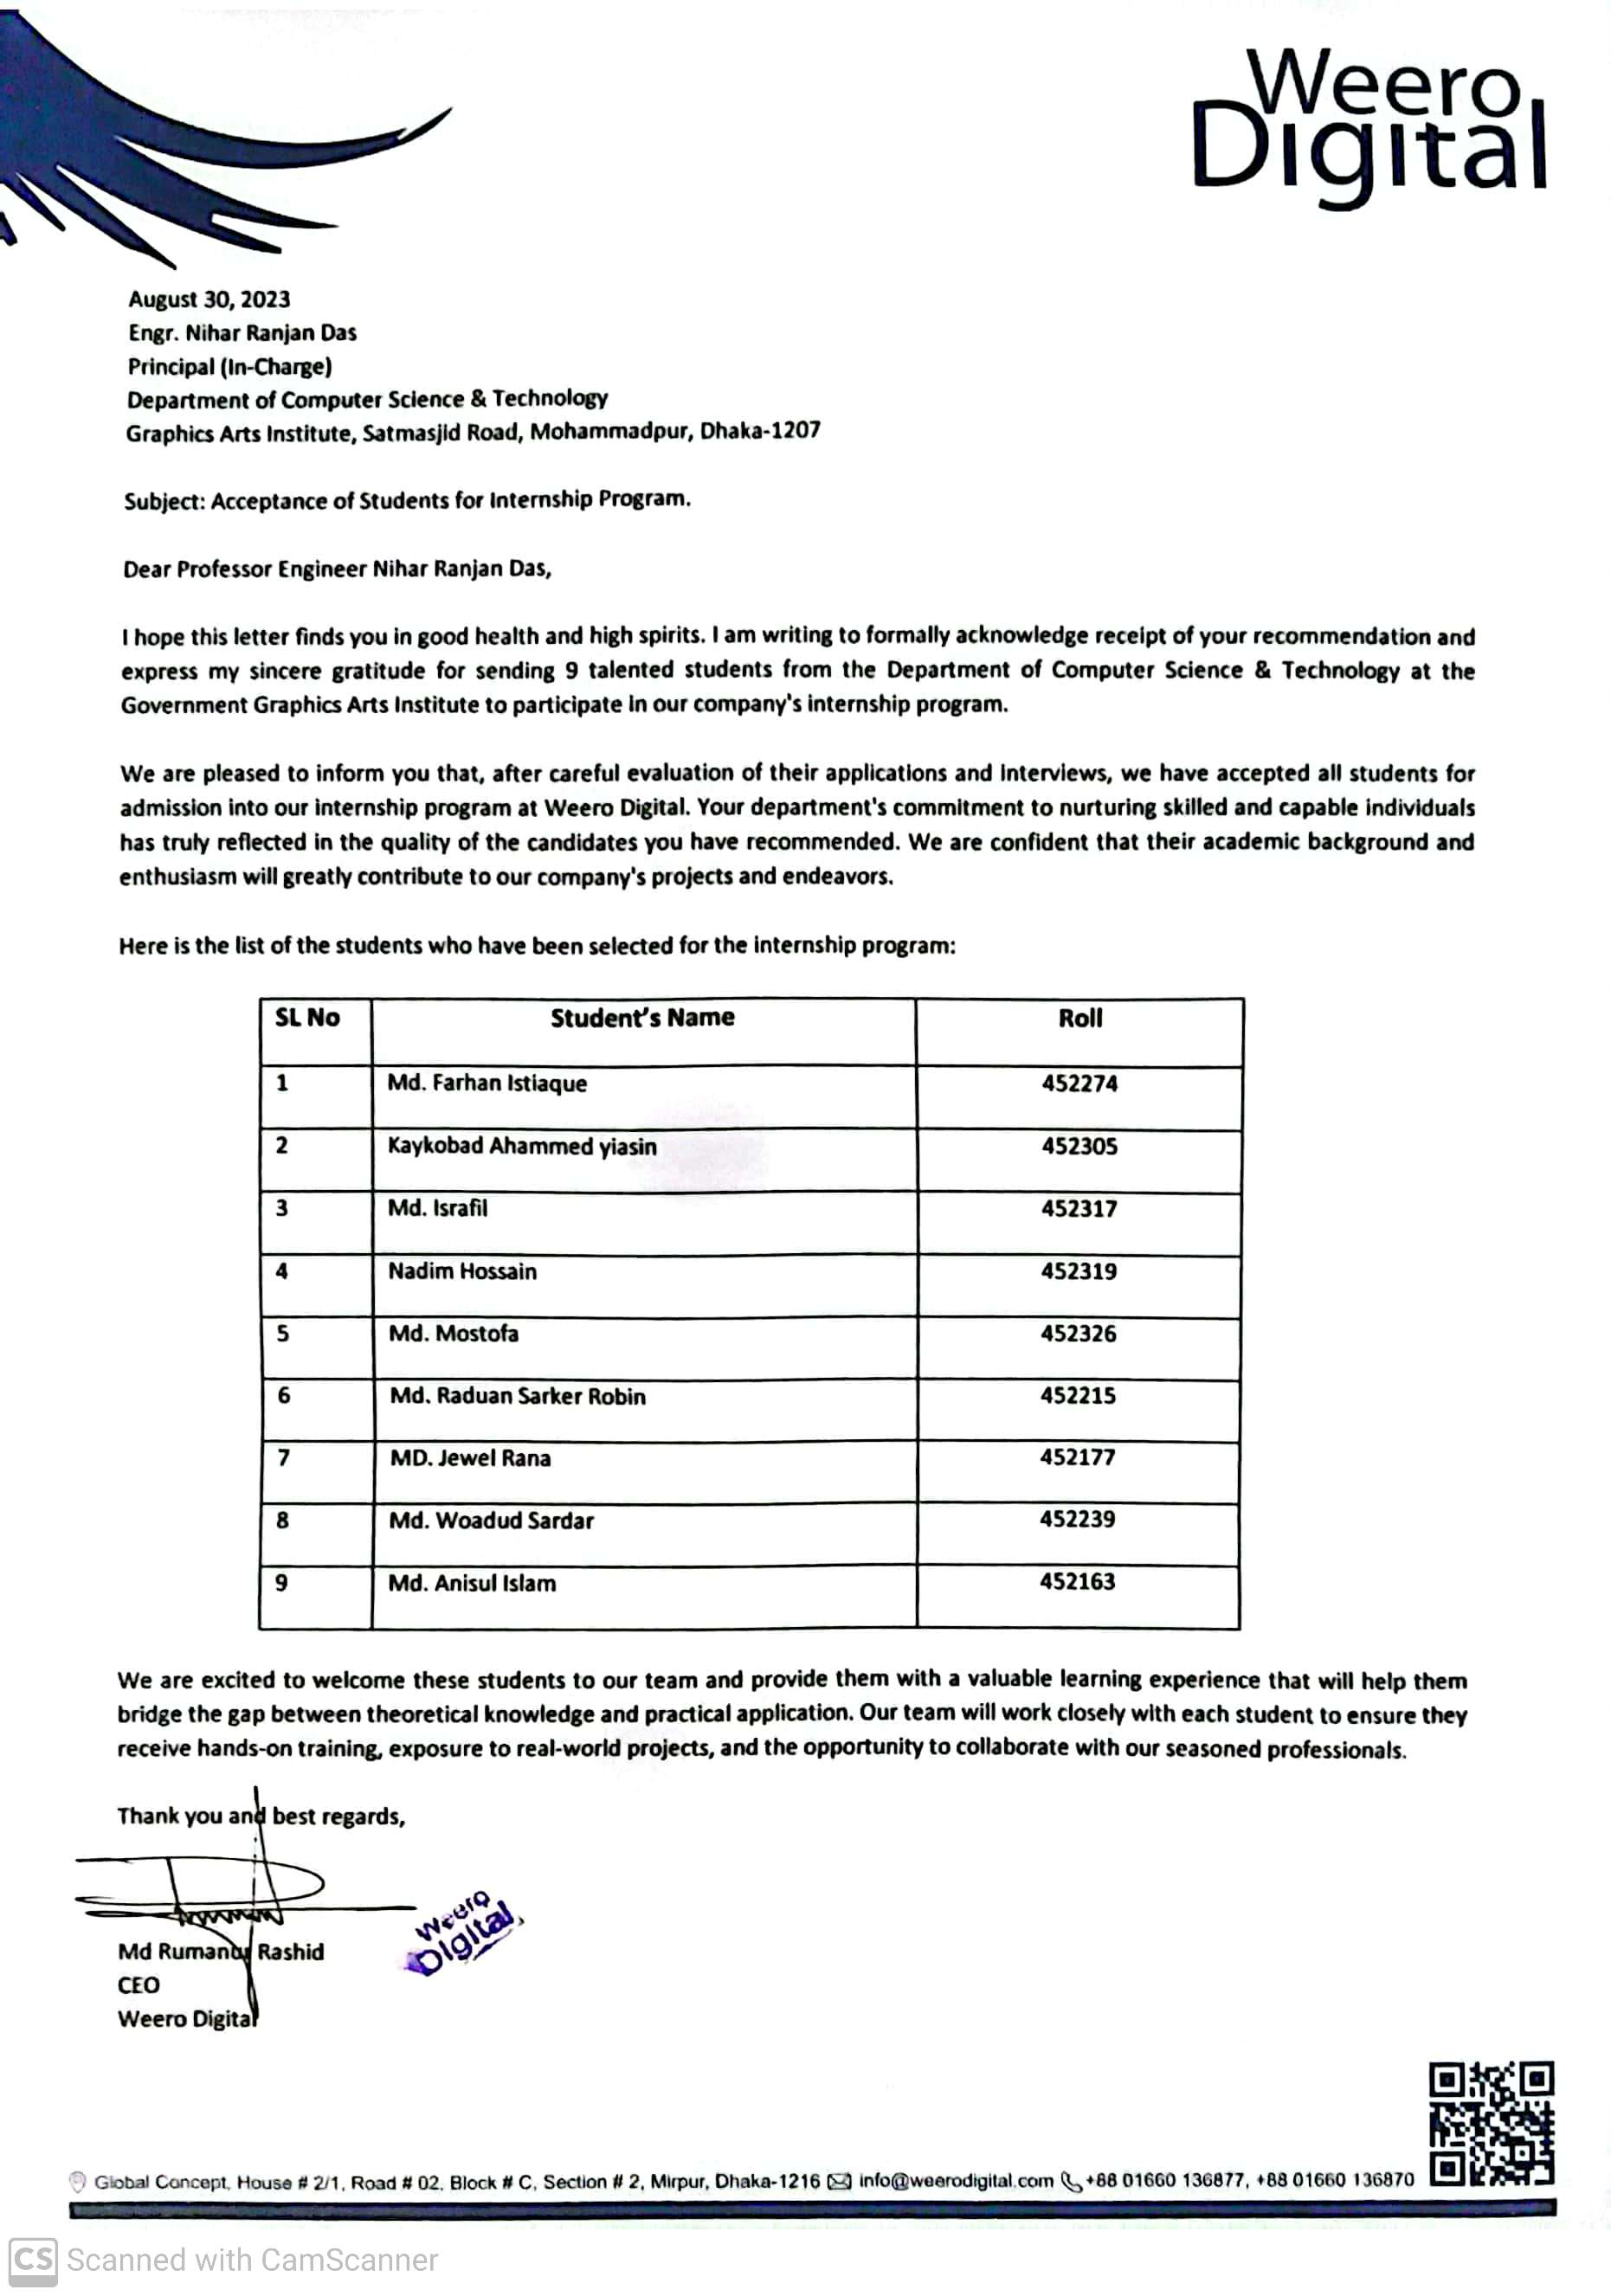 Weero
Digital
August 30, 2023
Engr. Nihar Ranjan Das
Principal (In-Charge)
Department of Computer Science & Technology
Graphics Arts Institute, Satmasjid Road, Mohammadpur, Dhaka-1207
Subject: Acceptance of Students for Internship Program.
Dear Professor Engineer Nihar Ranjan Das,
I hope this letter finds you in good health and high spirits. I am writing to formally acknowledge receipt of your recommendation and
express my sincere gratitude for sending 9 talented students from the Department of Computer Science & Technology at the
Government Graphics Arts Institute to participate in our company's internship program.
We are pleased to inform you that, after careful evaluation of their applications and interviews, we have accepted all students for
admission into our internship program at Weero Digital. Your department's commitment to nurturing skilled and capable individuals
has truly reflected in the quality of the candidates you have recommended. We are confident that their academic background and
enthusiasm will greatly contribute to our company's projects and endeavors.
Here is the list of the students who have been selected for the internship program:
SL No Student's Name Roll
1 Md. Farhan Istiaque 452274
2 Kaykobad Ahammed yiasin 452305
3 Md. Israfil 452317
4 Nadim Hossain 452319
5 Md. Mostofa 452326
6 Md. Raduan Sarker Robin 452215
7 MD. Jewel Rana 452177
8 Md. Woadud Sardar 452239
9 Md. Anisul Islam 452163
We are excited to welcome these students to our team and provide them with a valuable learning experience that will help them
bridge the gap between theoretical knowledge and practical application. Our team will work closely with each student to ensure they
receive hands-on training, exposure to real-world projects, and the opportunity to collaborate with our seasoned professionals.
Thank you and best regards,
Weero
Digital
Md Rumanby Rashid
CEO
Weero Digital
Global Concept, House # 2/1, Road # 02, Block # C, Section # 2, Mirpur, Dhaka-1216 info@weerodigital.com +88 01660 136877, +88 01660 136870
CS Scanned with CamScanner